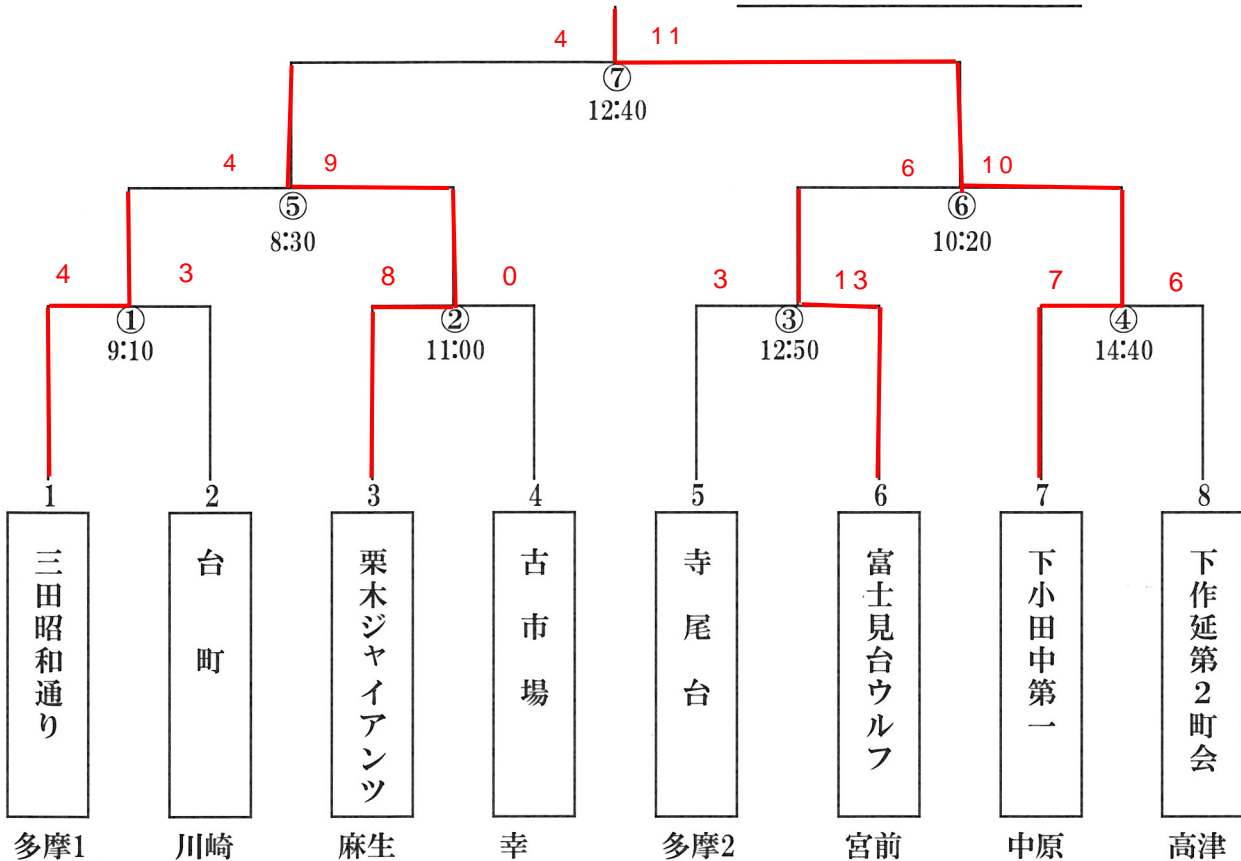 4 11
⑦
12:40
4 9 6 10
⑤ ⑥
8:30 10:20
4 3 8 0 3 13 7 6
① ② ③ ④
9:10 11:00 12:50 14:40
1 2 3 4 5 6 7 8
三田昭和通り
台町
栗木ジャイアンツ
古市場
寺尾台
富士見台ウルフ
下小田中第一
下作延第2町会
多摩1 川崎 麻生 幸 多摩2 宮前 中原 高津